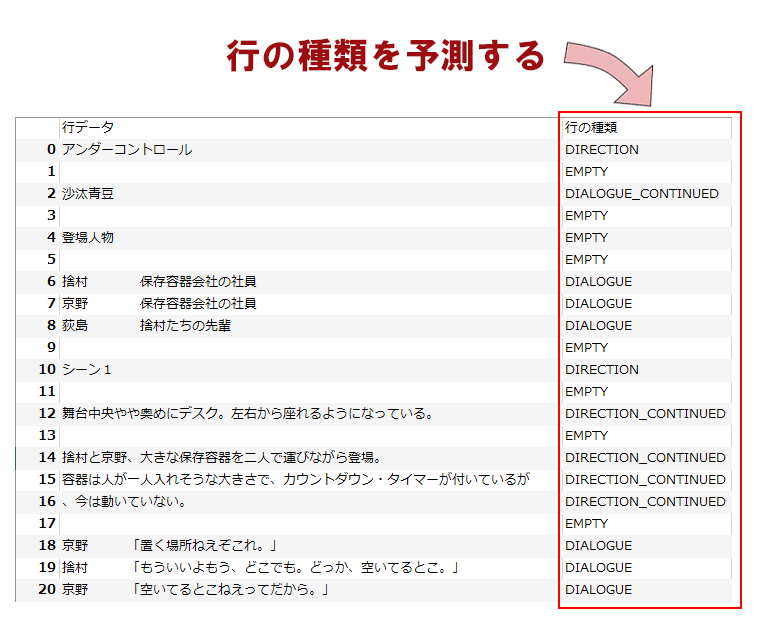 行の種類を予測する
行データ 行の種類
0 アンダーコントロール DIRECTION
1 EMPTY
2 沙汰青豆 DIALOGUE_CONTINUED
3 EMPTY
4 登場人物 EMPTY
5 EMPTY
6 捨村 保存容器会社の社員 DIALOGUE
7 京野 保存容器会社の社員 DIALOGUE
8 荻島 捨村たちの先輩 DIALOGUE
9 EMPTY
10 シーン１ DIRECTION
11 EMPTY
12 舞台中央やや奥めにデスク。左右から座れるようになっている。 DIRECTION_CONTINUED
13 EMPTY
14 捨村と京野、大きな保存容器を二人で運びながら登場。 DIRECTION_CONTINUED
15 容器は人が一人入れそうな大きさで、カウントダウン・タイマーが付いているが DIRECTION_CONTINUED
16 、今は動いていない。 DIRECTION_CONTINUED
17 EMPTY
18 京野 「置く場所ねえぞこれ。」 DIALOGUE
19 捨村 「もういいよもう、どこでも。どっか、空いてるとこ。」 DIALOGUE
20 京野 「空いてるとこねえってだから。」 DIALOGUE